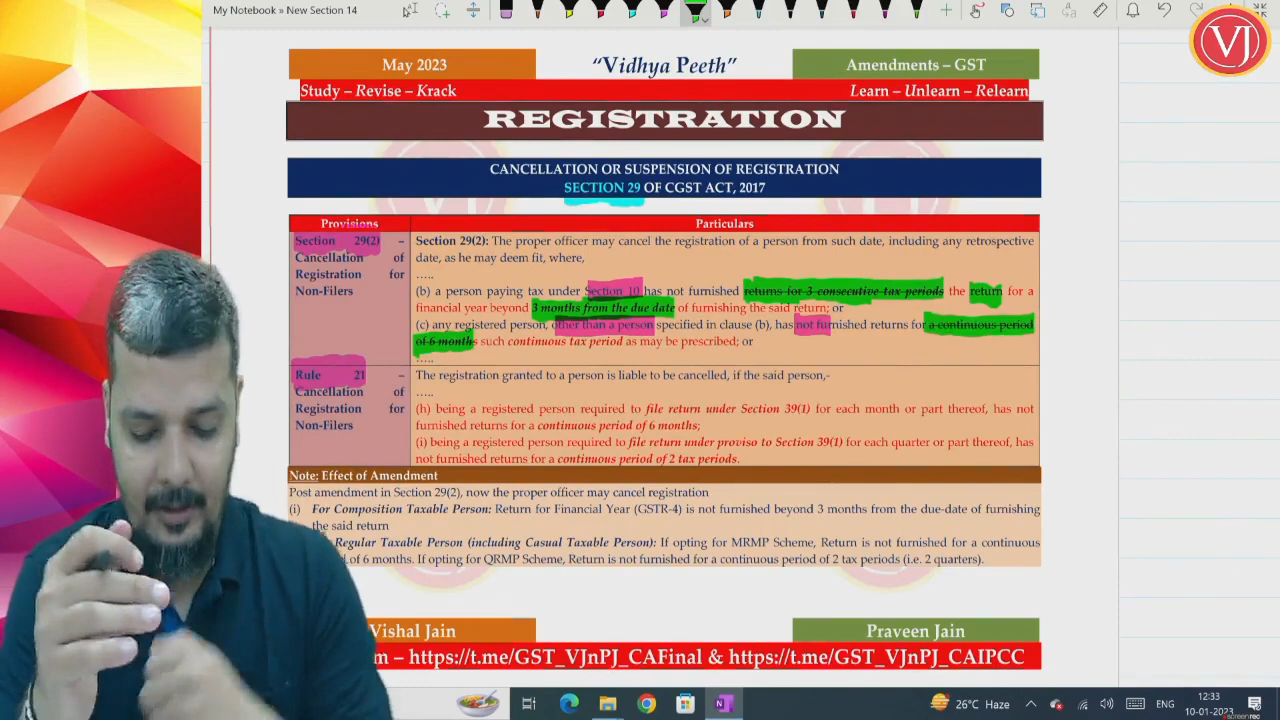 My Notebook » New Section 14
VJ
May 2023
"Vidhya Peeth"
Amendments – GST
Study – Revise – Krack
Learn – Unlearn – Relearn
REGISTRATION
CANCELLATION OR SUSPENSION OF REGISTRATION
SECTION 29 OF CGST ACT, 2017
Provisions Particulars
Section 29(2) –
Cancellation of
Registration for
Non-Filers
Section 29(2): The proper officer may cancel the registration of a person from such date, including any retrospective
date, as he may deem fit, where,
…..
(b) a person paying tax under Section 10 has not furnished returns for 3 consecutive tax periods the return for a
financial year beyond 3 months from the due date of furnishing the said return; or
(c) any registered person, other than a person specified in clause (b), has not furnished returns for a continuous period
of 6 months such continuous tax period as may be prescribed; or
…..
Rule 21 –
Cancellation of
Registration for
Non-Filers
The registration granted to a person is liable to be cancelled, if the said person,-
…..
(h) being a registered person required to file return under Section 39(1) for each month or part thereof, has not
furnished returns for a continuous period of 6 months;
(i) being a registered person required to file return under proviso to Section 39(1) for each quarter or part thereof, has
not furnished returns for a continuous period of 2 tax periods.
Note: Effect of Amendment
Post amendment in Section 29(2), now the proper officer may cancel registration
(i) For Composition Taxable Person: Return for Financial Year (GSTR-4) is not furnished beyond 3 months from the due-date of furnishing
the said return
Regular Taxable Person (including Casual Taxable Person): If opting for MRMP Scheme, Return is not furnished for a continuous
of 6 months. If opting for QRMP Scheme, Return is not furnished for a continuous period of 2 tax periods (i.e. 2 quarters).
Vishal Jain
Praveen Jain
– https://t.me/GST_VJnPJ_CAFinal & https://t.me/GST_VJnPJ_CAIPCC
26°C Haze
ENG
12:33
10-01-2023